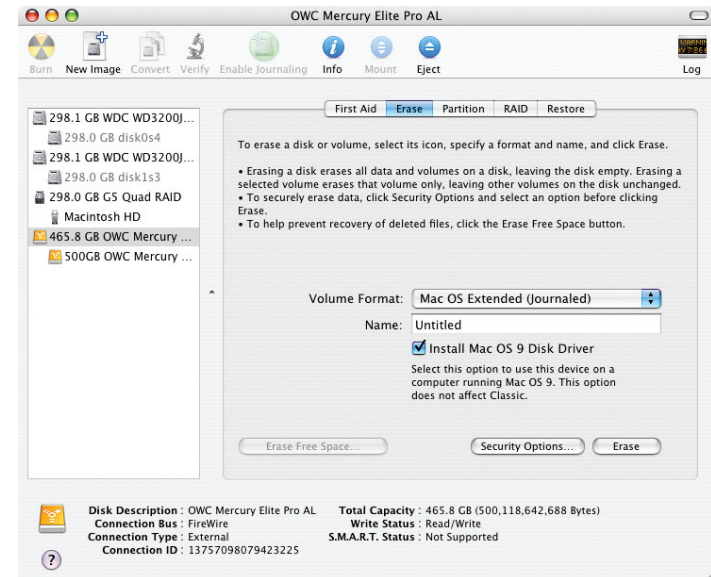 OWC Mercury Elite Pro AL
Burn New Image Convert Verify Enable Journaling Info Mount Eject Log
First Aid Erase Partition RAID Restore
298.1 GB WDC WD3200J...
298.0 GB disk0s4
298.1 GB WDC WD3200J...
298.0 GB disk1s3
298.0 GB G5 Quad RAID
Macintosh HD
465.8 GB OWC Mercury ...
500GB OWC Mercury ...
To erase a disk or volume, select its icon, specify a format and name, and click Erase.
• Erasing a disk erases all data and volumes on a disk, leaving the disk empty. Erasing a
selected volume erases that volume only, leaving other volumes on the disk unchanged.
• To securely erase data, click Security Options and select an option before clicking
Erase.
• To help prevent recovery of deleted files, click the Erase Free Space button.
Volume Format: Mac OS Extended (Journaled)
Name: Untitled
Install Mac OS 9 Disk Driver
Select this option to use this device on a
computer running Mac OS 9. This option
does not affect Classic.
Erase Free Space... Security Options... Erase
Disk Description : OWC Mercury Elite Pro AL Total Capacity : 465.8 GB (500,118,642,688 Bytes)
Connection Bus : FireWire Write Status : Read/Write
Connection Type : External S.M.A.R.T. Status : Not Supported
Connection ID : 13757098079423225
?